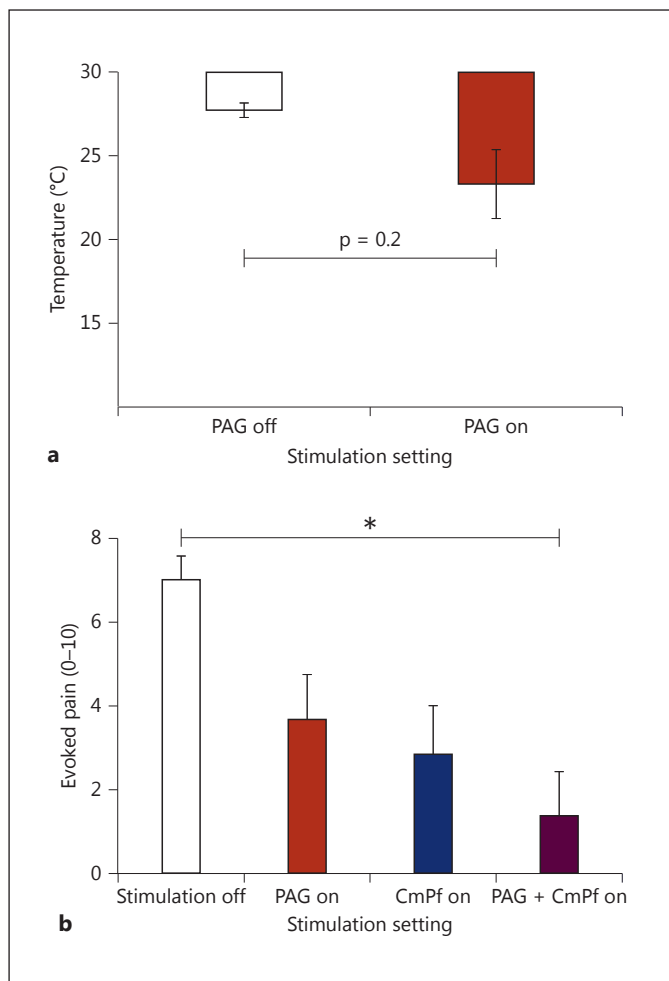 30
25
20
15
Temperature (°C)
p = 0.2
PAG off PAG on
a Stimulation setting
*
8
6
4
2
0
Evoked pain (0–10)
Stimulation off PAG on CmPf on PAG + CmPf on
b Stimulation setting